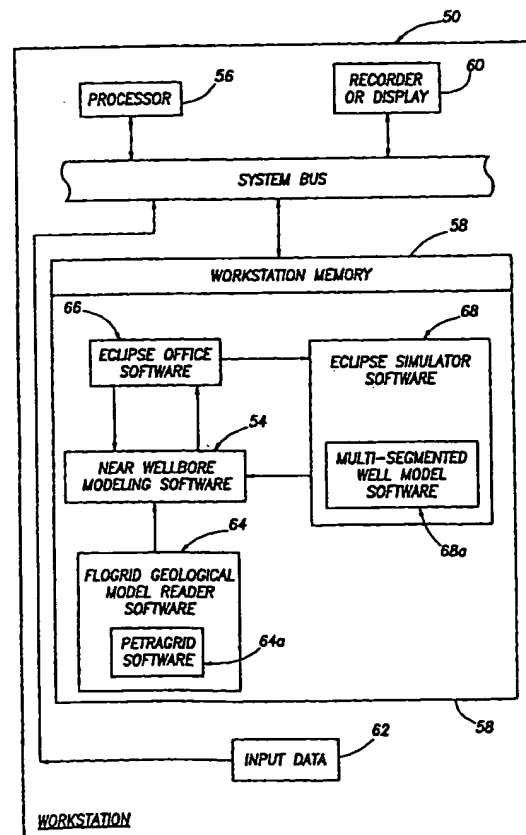 50
PROCESSOR
56
RECORDER
OR DISPLAY
60
SYSTEM BUS
58
WORKSTATION MEMORY
66
ECLIPSE OFFICE
SOFTWARE
68
ECLIPSE SIMULATOR
SOFTWARE
54
NEAR WELLBORE
MODELING SOFTWARE
MULTI-SEGMENTED
WELL MODEL
SOFTWARE
68a
64
FLOGRID GEOLOGICAL
MODEL READER
SOFTWARE
PETRAGRID
SOFTWARE
64a
58
62
INPUT DATA
WORKSTATION